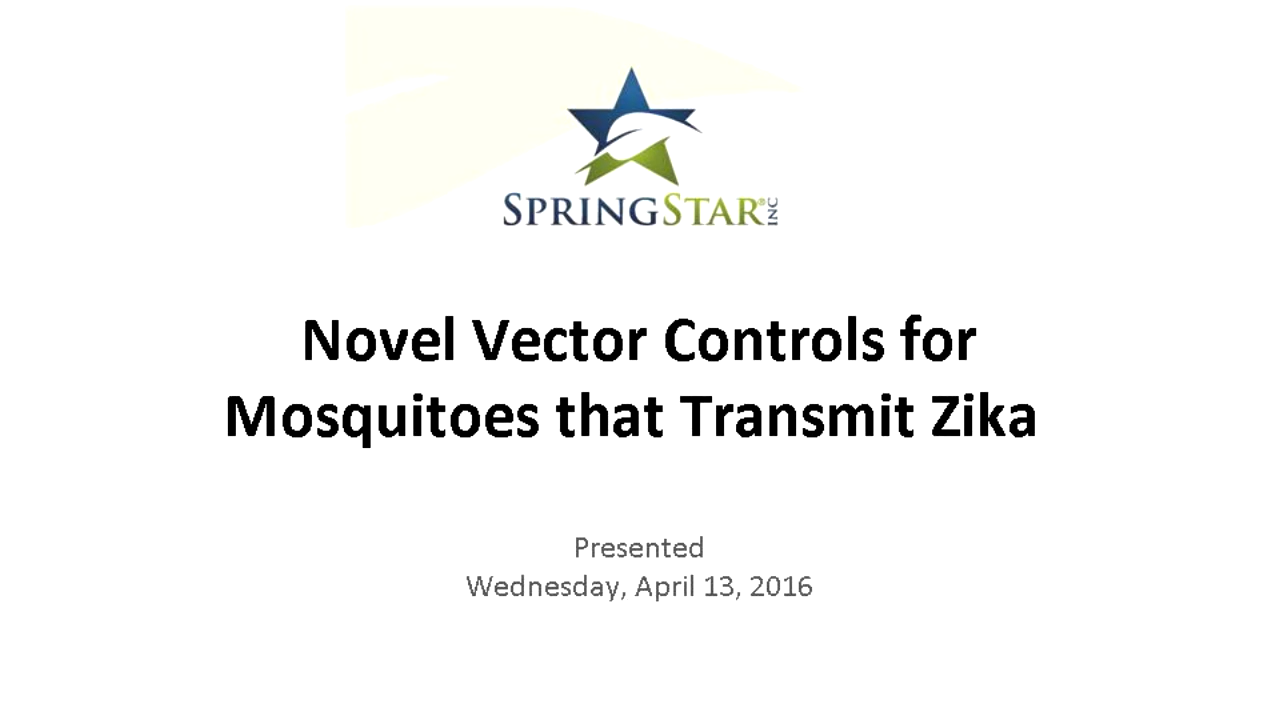 SPRINGSTAR® INC
Novel Vector Controls for
Mosquitoes that Transmit Zika
Presented
Wednesday, April 13, 2016